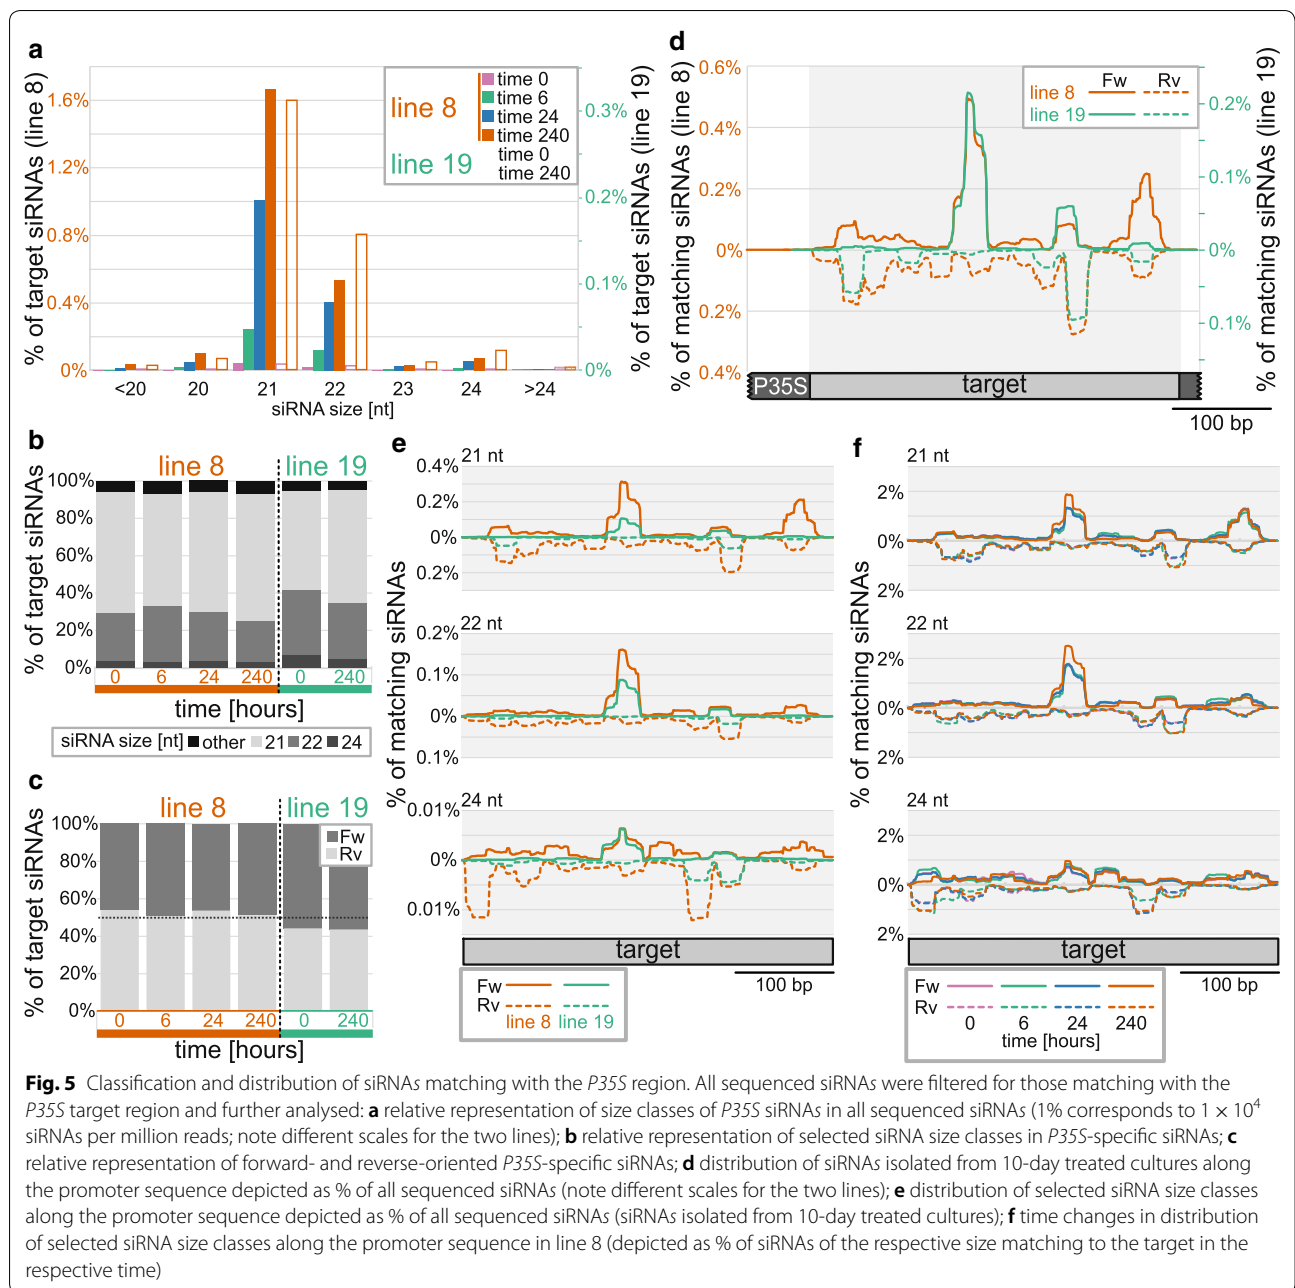 a
% of target siRNAs (line 8)
1.6%
1.2%
0.8%
0.4%
0%
<20
20
21
22
23
24
>24
siRNA size [nt]
line 8
time 0
time 6
time 24
time 240
line 19
time 0
time 240
0.3%
0.2%
0.1%
0%
% of target siRNAs (line 19)
d
% of matching siRNAs (line 8)
0.6%
0.4%
0.2%
0%
0.2%
0.4%
Fw
Rv
line 8
line 19
0.2%
0.1%
0%
0.1%
% of matching siRNAs (line 19)
P35S
target
100 bp
b
% of target siRNAs
line 8
line 19
100%
80%
60%
40%
20%
0%
0
6
24
240
0
240
time [hours]
siRNA size [nt]
other
21
22
24
c
% of target siRNAs
line 8
line 19
100%
80%
60%
40%
20%
0%
Fw
Rv
0
6
24
240
0
240
time [hours]
e
% of matching siRNAs
21 nt
0.4%
0.2%
0%
0.2%
22 nt
0.2%
0.1%
0%
0.1%
24 nt
0.01%
0%
0.01%
target
100 bp
Fw
Rv
line 8
line 19
f
% of matching siRNAs
21 nt
2%
0%
2%
22 nt
2%
0%
2%
24 nt
2%
0%
2%
target
100 bp
Fw
Rv
0
6
24
240
time [hours]
Fig. 5 Classification and distribution of siRNAs matching with the P35S region. All sequenced siRNAs were filtered for those matching with the
P35S target region and further analysed: a relative representation of size classes of P35S siRNAs in all sequenced siRNAs (1% corresponds to 1 × 10⁴
siRNAs per million reads; note different scales for the two lines); b relative representation of selected siRNA size classes in P35S-specific siRNAs; c
relative representation of forward- and reverse-oriented P35S-specific siRNAs; d distribution of siRNAs isolated from 10-day treated cultures along
the promoter sequence depicted as % of all sequenced siRNAs (note different scales for the two lines); e distribution of selected siRNA size classes
along the promoter sequence depicted as % of all sequenced siRNAs (siRNAs isolated from 10-day treated cultures); f time changes in distribution
of selected siRNA size classes along the promoter sequence in line 8 (depicted as % of siRNAs of the respective size matching to the target in the
respective time)